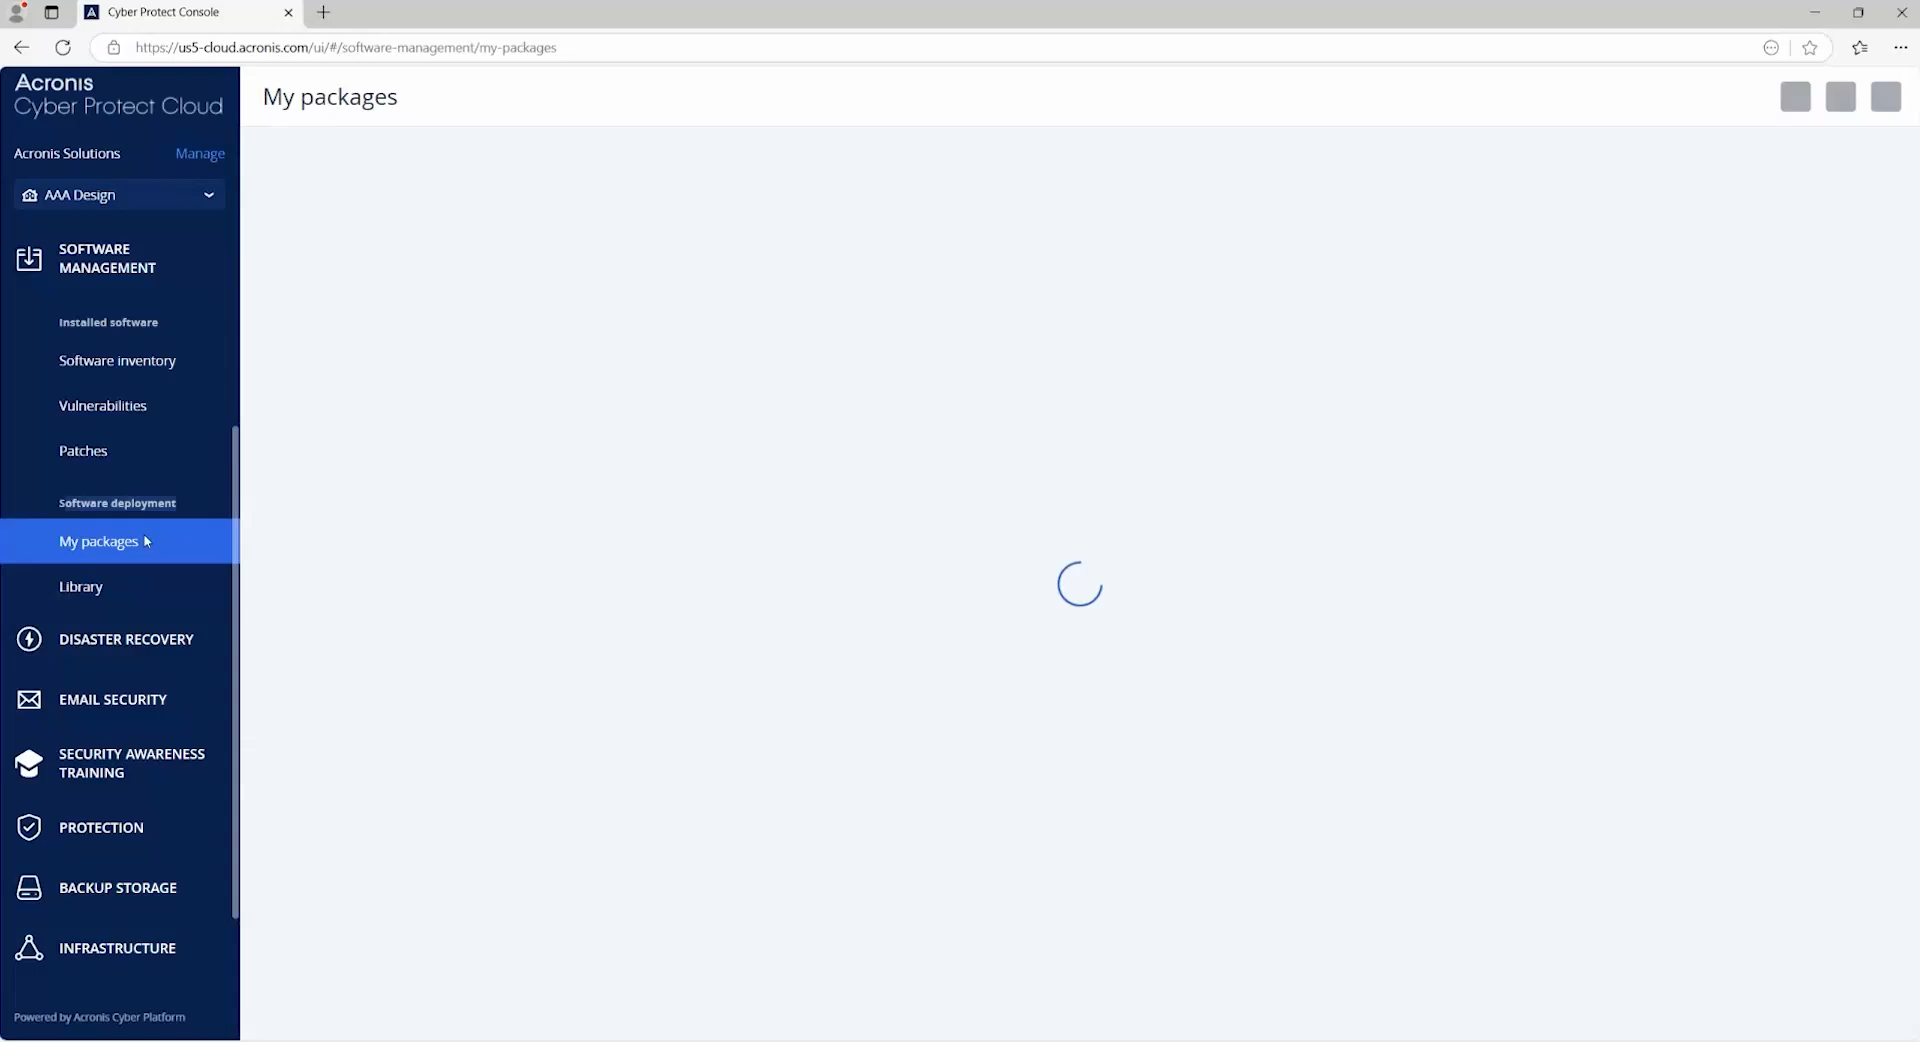 Cyber Protect Console
https://us5-cloud.acronis.com/ui/#/software-management/my-packages
Acronis
Cyber Protect Cloud
My packages
Acronis Solutions
Manage
AAA Design
SOFTWARE
MANAGEMENT
Installed software
Software inventory
Vulnerabilities
Patches
Software deployment
My packages
Library
DISASTER RECOVERY
EMAIL SECURITY
SECURITY AWARENESS
TRAINING
PROTECTION
BACKUP STORAGE
INFRASTRUCTURE
Powered by Acronis Cyber Platform